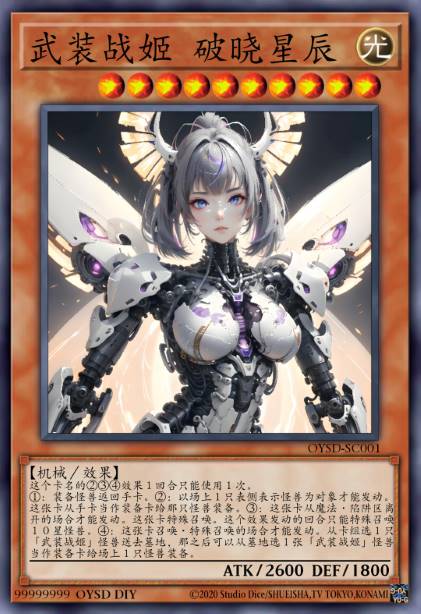 武装战姬 破晓星辰
光
OYSD-SC001
【机械／效果】
这个卡名的②③④效果1回合只能使用1次。
①：装备怪兽返回手卡。②：以场上1只表侧表示怪兽为对象才能发动。
这张卡从手卡当作装备卡给那只怪兽装备。③：这张卡从魔法·陷阱区离
开的场合才能发动。这张卡特殊召唤。这个效果发动的回合只能特殊召唤
10星怪兽。④：这张卡召唤·特殊召唤的场合才能发动。从卡组选1只
「武装战姬」怪兽送去墓地，那之后可以从墓地选1张「武装战姬」怪兽
当作装备卡给场上1只怪兽装备。
ATK/2600 DEF/1800
99999999 OYSD DIY ©2020 Studio Dice/SHUEISHA,TV TOKYO,KONAMI